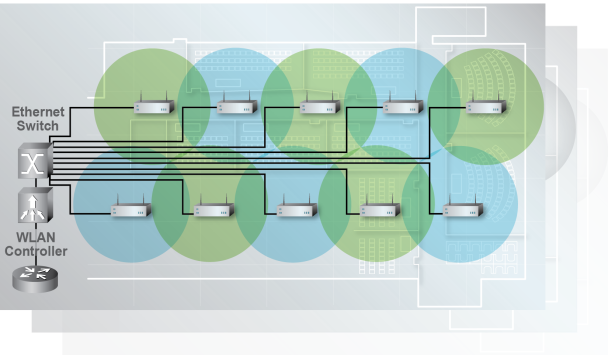 Ethernet
Switch
WLAN
Controller